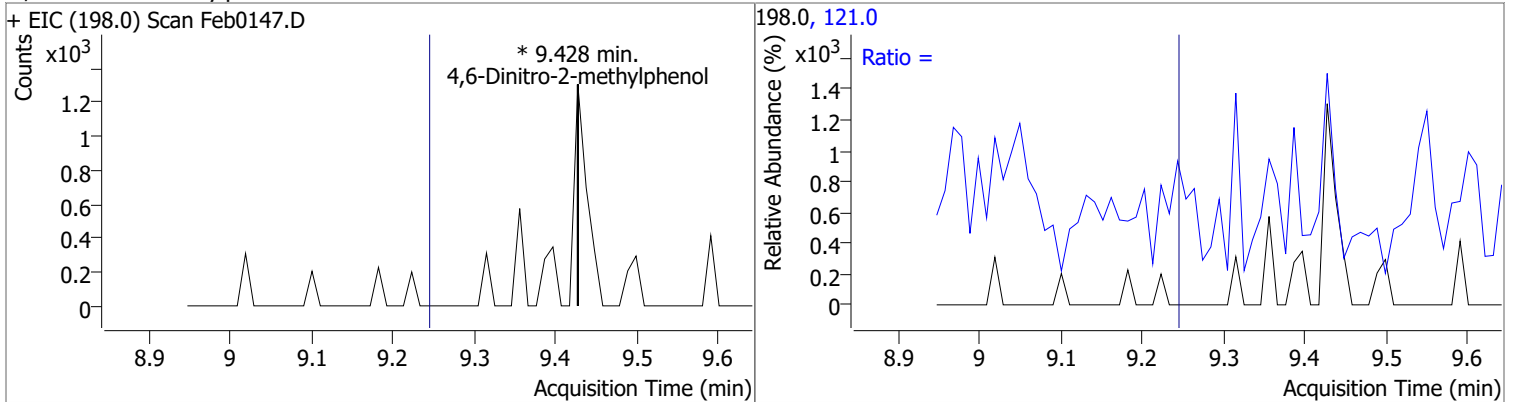 + EIC (198.0) Scan Feb0147.D
Counts
x10³
* 9.428 min.
4,6-Dinitro-2-methylphenol
1.2
1
0.8
0.6
0.4
0.2
0
8.9 9 9.1 9.2 9.3 9.4 9.5 9.6
Acquisition Time (min)
198.0, 121.0
Relative Abundance (%)
x10³
Ratio =
1.4
1.2
1
0.8
0.6
0.4
0.2
0
8.9 9 9.1 9.2 9.3 9.4 9.5 9.6
Acquisition Time (min)